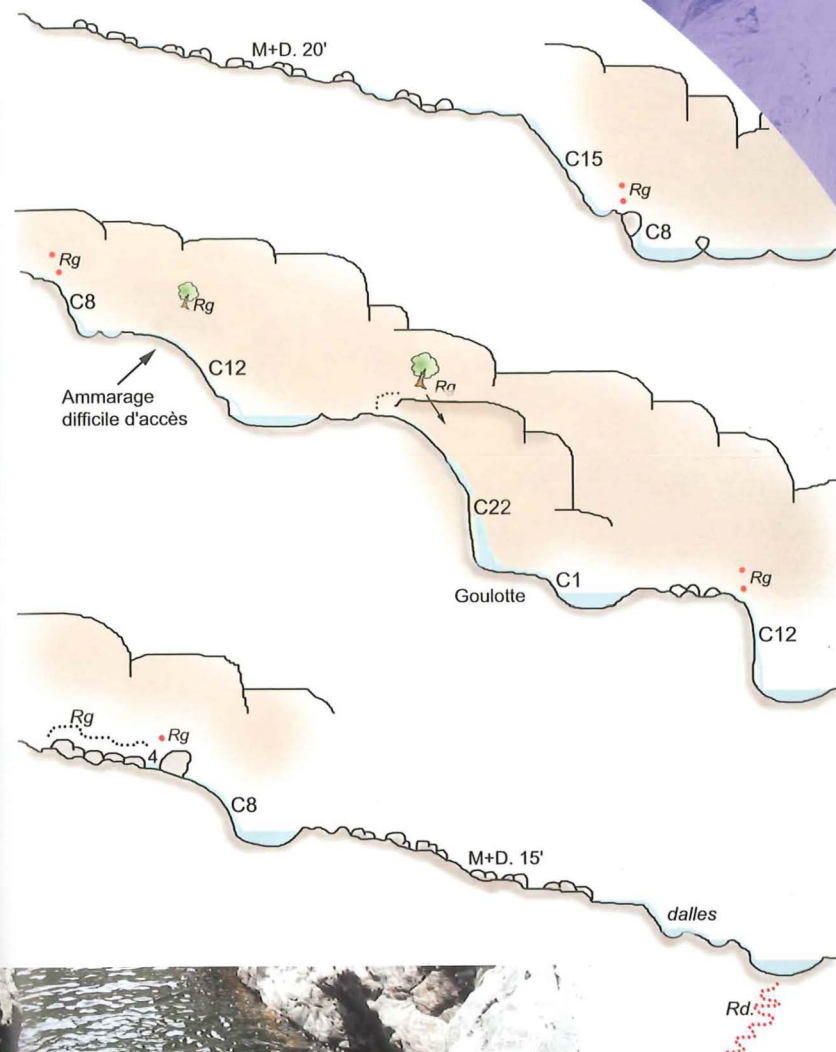 M+D. 20'
C15
Rg
C8
Rg
C8
Rg
C12
Ammarage
difficile d'accès
Rg
C22
Goulotte
C1
Rg
C12
Rg
Rg
4
C8
M+D. 15'
dalles
Rd.